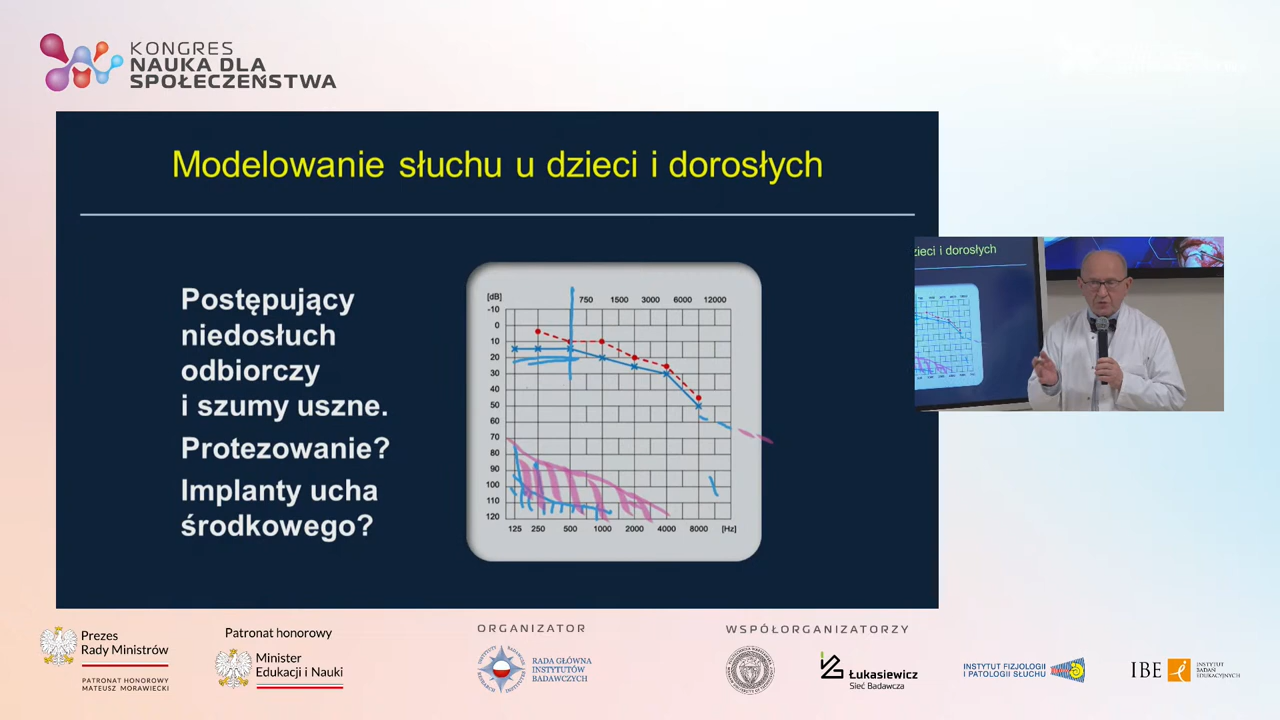 KONGRES
NAUKA DLA
SPOŁECZEŃSTWA
Modelowanie słuchu u dzieci i dorosłych
Postępujący
niedosłuch
odbiorczy
i szumy uszne.
Protezowanie?
Implanty ucha
środkowego?
[dB] 750 1500 3000 6000 12000
-10
0
10
20
30
40
50
60
70
80
90
100
110
120
125 250 500 1000 2000 4000 8000 [Hz]
dzieci i dorosłych
Prezes
Rady Ministrów
PATRONAT HONOROWY
MATEUSZ MORAWIECKI
Patronat honorowy
Minister
Edukacji i Nauki
ORGANIZATOR
RADA GŁÓWNA
INSTYTUTÓW
BADAWCZYCH
WSPÓŁORGANIZATORZY
Łukasiewicz
Sieć Badawcza
INSTYTUT FIZJOLOGII
I PATOLOGII SŁUCHU
IBE
INSTYTUT
BADAŃ
EDUKACYJNYCH